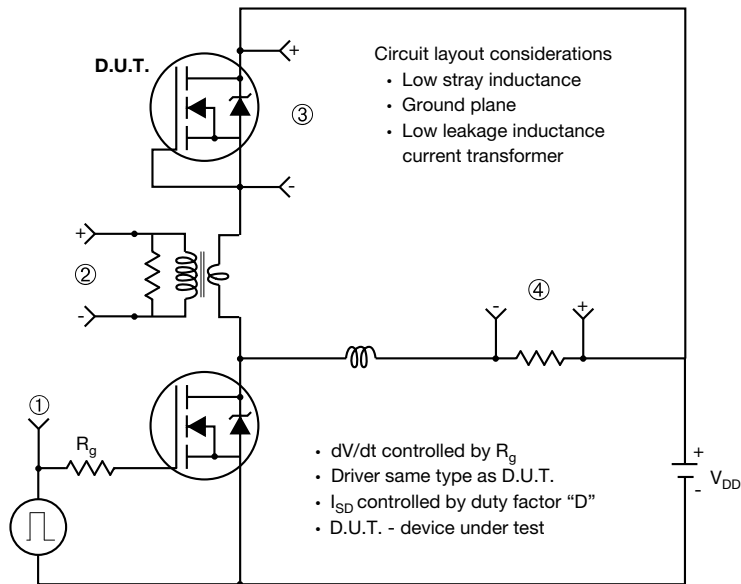 D.U.T.
+
Circuit layout considerations
• Low stray inductance
• Ground plane
• Low leakage inductance
current transformer
③
-
+
②
-
④
-
+
①
R_g
• dV/dt controlled by R_g
• Driver same type as D.U.T.
• I_SD controlled by duty factor “D”
• D.U.T. - device under test
+
V_DD
-